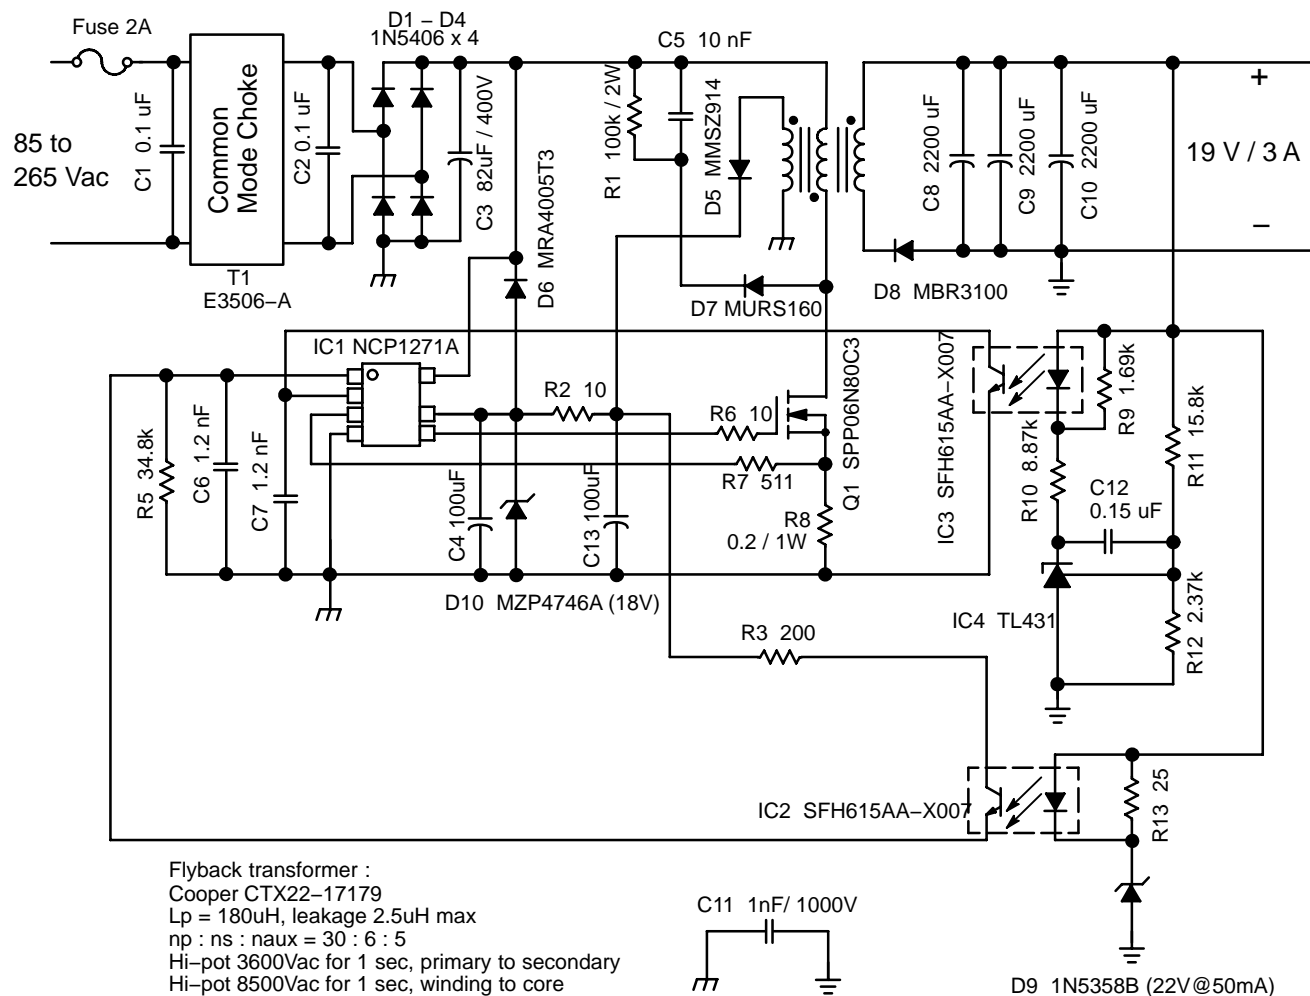 Fuse 2A
D1 – D4
1N5406 x 4
C5 10 nF
85 to
265 Vac
C1 0.1 uF
Common
Mode Choke
T1
E3506–A
C2 0.1 uF
C3 82uF / 400V
D6 MRA4005T3
R1 100k / 2W
D5 MMSZ914
D7 MURS160
C8 2200 uF
C9 2200 uF
C10 2200 uF
+
19 V / 3 A
–
D8 MBR3100
IC1 NCP1271A
R2 10
R6 10
R7 511
R8
0.2 / 1W
Q1 SPP06N80C3
IC3 SFH615AA–X007
R9 1.69k
R10 8.87k
R11 15.8k
C12
0.15 uF
R5 34.8k
C6 1.2 nF
C7 1.2 nF
C4 100uF
C13 100uF
D10 MZP4746A (18V)
IC4 TL431
R12 2.37k
R3 200
IC2 SFH615AA–X007
R13 25
D9 1N5358B (22V@50mA)
Flyback transformer :
Cooper CTX22–17179
Lp = 180uH, leakage 2.5uH max
np : ns : naux = 30 : 6 : 5
Hi–pot 3600Vac for 1 sec, primary to secondary
Hi–pot 8500Vac for 1 sec, winding to core
C11 1nF/ 1000V